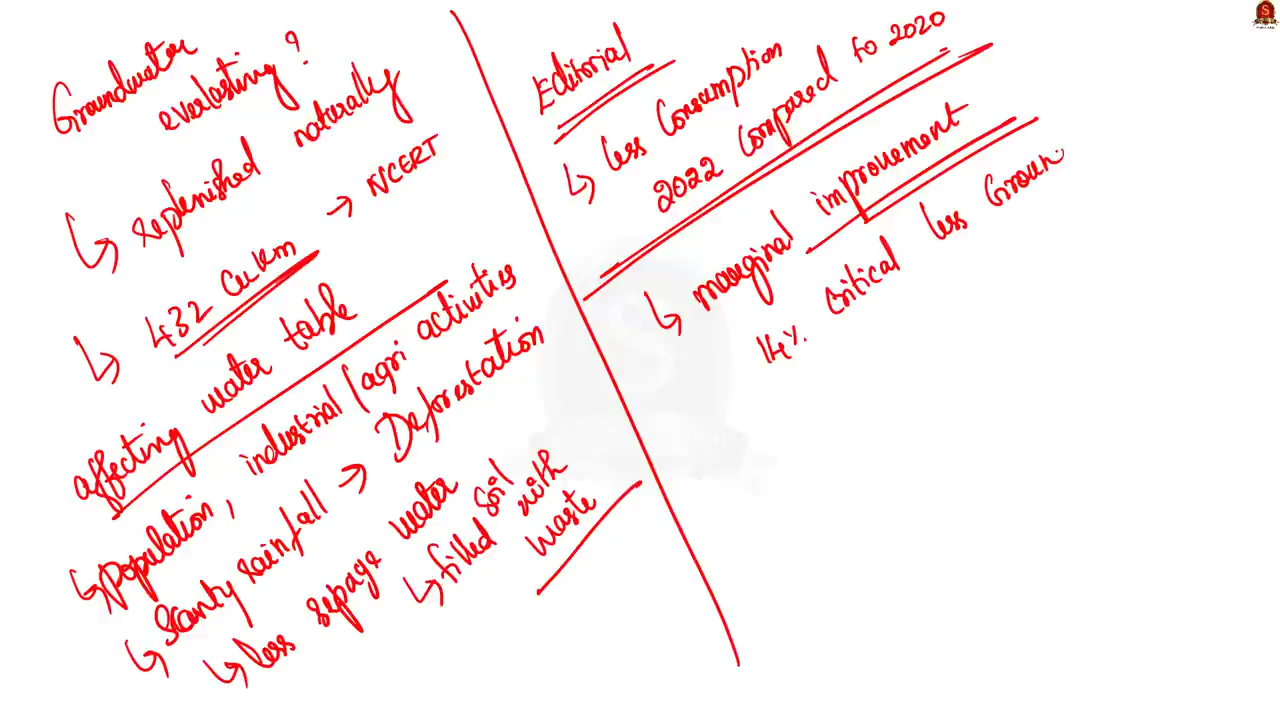 Groundwater
everlasting?
↳ replenished naturally
↳ 432 Cu Km → NCERT
affecting water table
↳ population, industrial / agri activities
↳ Scanty rainfall → Deforestation
↳ less sepage water
↳ filled soil
with
waste
Editorial
↳ less Consumption
2022 Compared to 2020
↳ marginal improvement
14% Critical less Groun